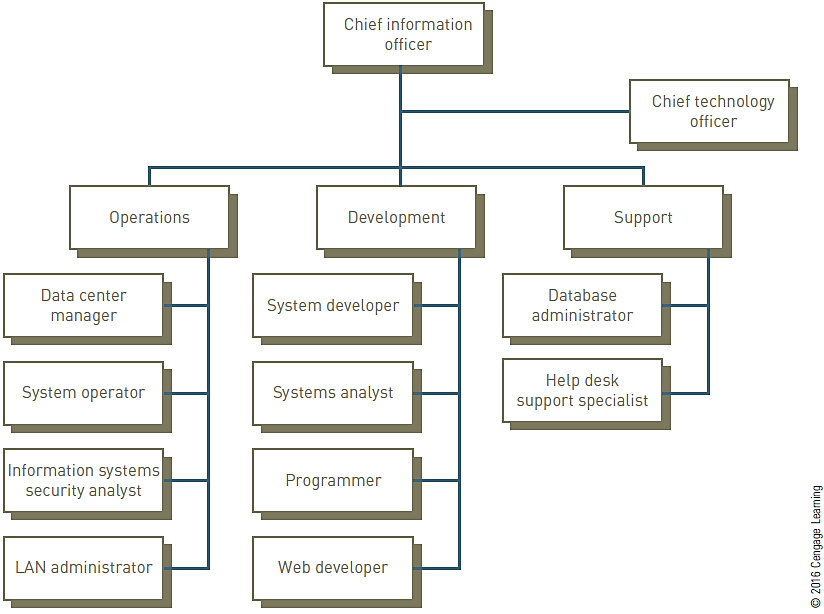 Chief information
officer
Chief technology
officer
Operations
Development
Support
Data center
manager
System operator
Information systems
security analyst
LAN administrator
System developer
Systems analyst
Programmer
Web developer
Database
administrator
Help desk
support specialist
© 2016 Cengage Learning